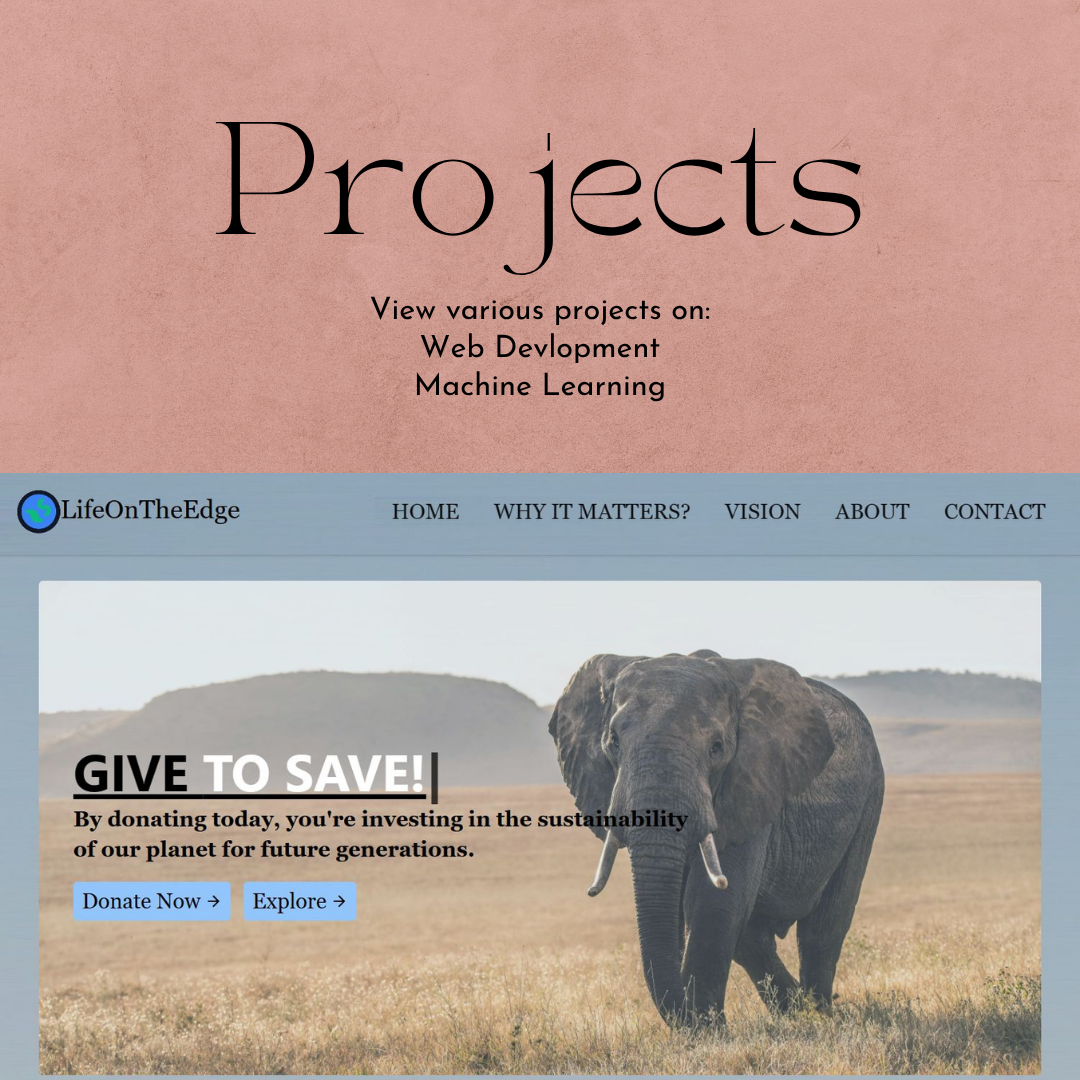 Projects
View various projects on:
Web Devlopment
Machine Learning
LifeOnTheEdge HOME WHY IT MATTERS? VISION ABOUT CONTACT
GIVE TO SAVE!|
By donating today, you're investing in the sustainability
of our planet for future generations.
Donate Now → Explore →